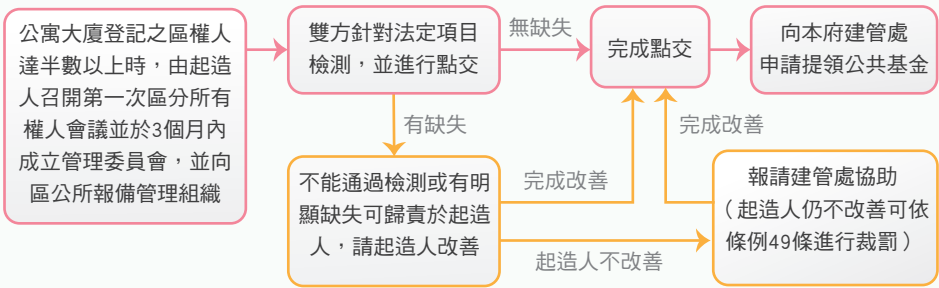 公寓大廈登記之區權人
達半數以上時，由起造
人召開第一次區分所有
權人會議並於3個月內
成立管理委員會，並向
區公所報備管理組織
雙方針對法定項目
檢測，並進行點交
無缺失
完成點交
向本府建管處
申請提領公共基金
有缺失
不能通過檢測或有明
顯缺失可歸責於起造
人，請起造人改善
完成改善
起造人不改善
完成改善
報請建管處協助
（起造人仍不改善可依
條例49條進行裁罰）